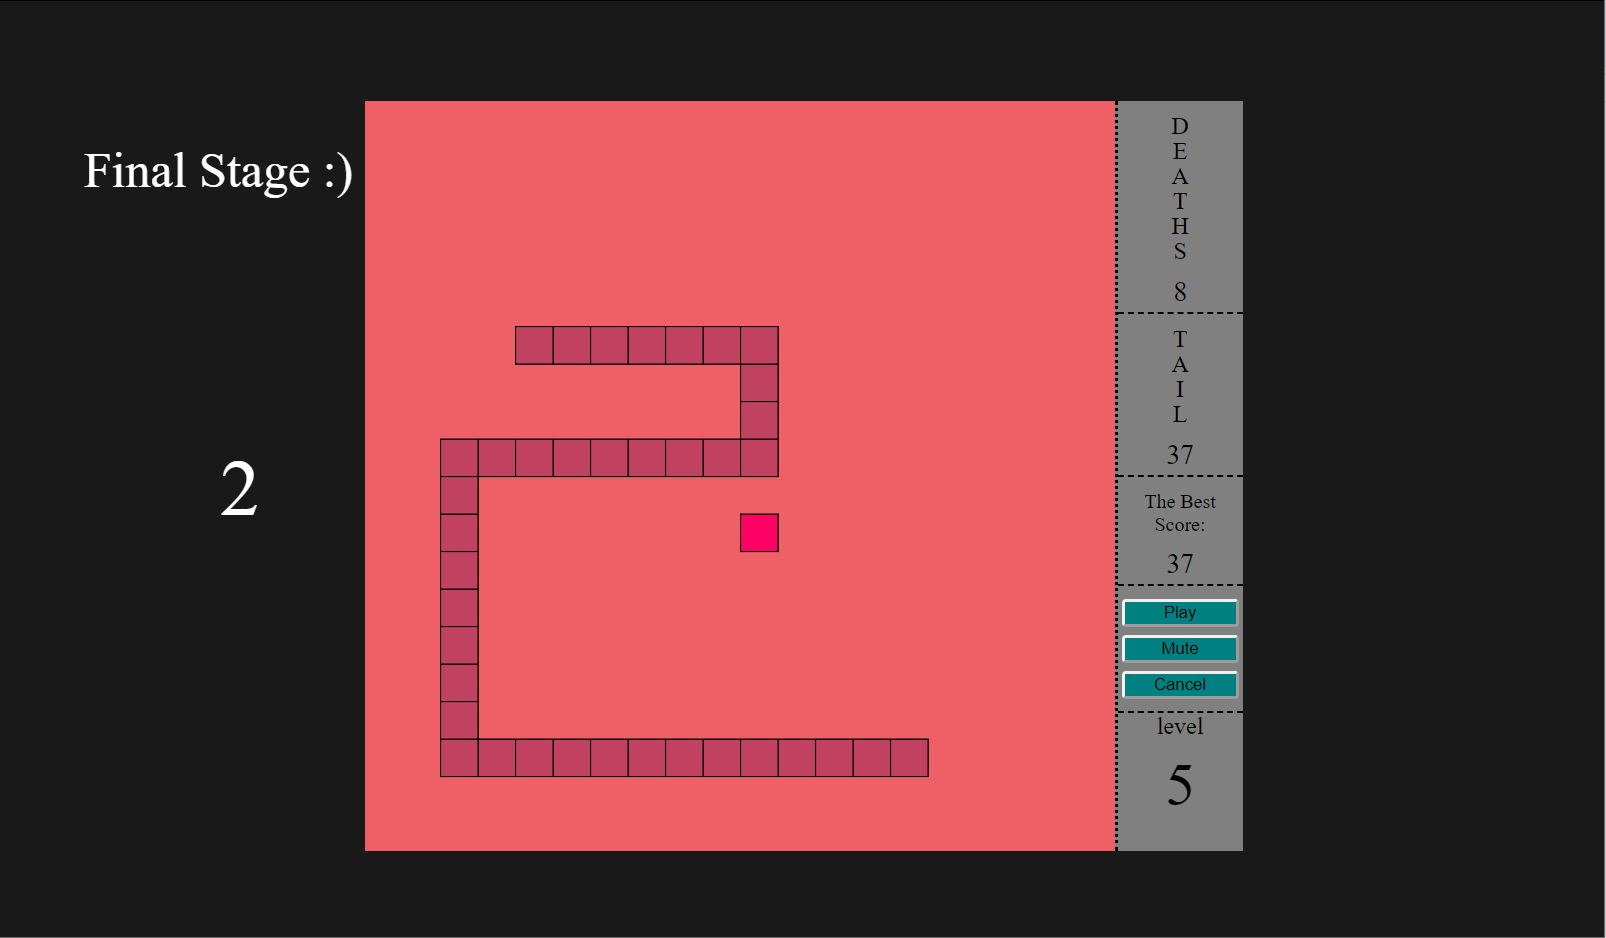 Final Stage :)
2
D
E
A
T
H
S
8
T
A
I
L
37
The Best
Score:
37
Play
Mute
Cancel
level
5